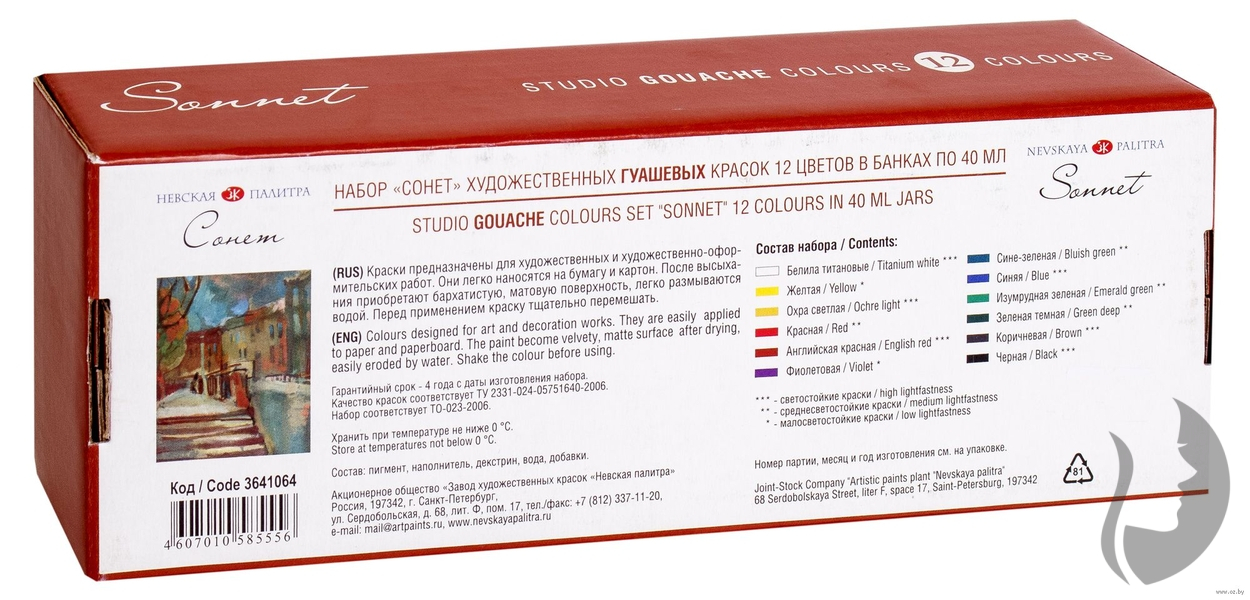 Sonnet
STUDIO GOUACHE COLOURS 12 COLOURS
НЕВСКАЯ ПАЛИТРА
Сонет
НАБОР «СОНЕТ» ХУДОЖЕСТВЕННЫХ ГУАШЕВЫХ КРАСОК 12 ЦВЕТОВ В БАНКАХ ПО 40 МЛ
STUDIO GOUACHE COLOURS SET "SONNET" 12 COLOURS IN 40 ML JARS
NEVSKAYA PALITRA
Sonnet
(RUS) Краски предназначены для художественных и художественно-офор-
мительских работ. Они легко наносятся на бумагу и картон. После высыха-
ния приобретают бархатистую, матовую поверхность, легко размываются
водой. Перед применением краску тщательно перемешать.
(ENG) Colours designed for art and decoration works. They are easily applied
to paper and paperboard. The paint become velvety, matte surface after drying,
easily eroded by water. Shake the colour before using.
Гарантийный срок - 4 года с даты изготовления набора.
Качество красок соответствует ТУ 2331-024-05751640-2006.
Набор соответствует ТО-023-2006.
Хранить при температуре не ниже 0 °C.
Store at temperatures not below 0 °C.
Состав: пигмент, наполнитель, декстрин, вода, добавки.
Акционерное общество «Завод художественных красок «Невская палитра»
Россия, 197342, г. Санкт-Петербург,
ул. Сердобольская, д. 68, лит. Ф, пом. 17, тел./факс: +7 (812) 337-11-20,
e-mail: mail@artpaints.ru, www.nevskayapalitra.ru
Код / Code 3641064
4 607010 585556
Состав набора / Contents:
Белила титановые / Titanium white ***
Желтая / Yellow *
Охра светлая / Ochre light ***
Красная / Red **
Английская красная / English red ***
Фиолетовая / Violet *
Сине-зеленая / Bluish green **
Синяя / Blue ***
Изумрудная зеленая / Emerald green **
Зеленая темная / Green deep **
Коричневая / Brown ***
Черная / Black ***
*** - светостойкие краски / high lightfastness
** - среднесветостойкие краски / medium lightfastness
* - малосветостойкие краски / low lightfastness
Номер партии, месяц и год изготовления см. на упаковке.
Joint-Stock Company "Artistic paints plant "Nevskaya palitra"
68 Serdobolskaya Street, liter F, space 17, Saint-Petersburg, 197342
81
www.oz.by